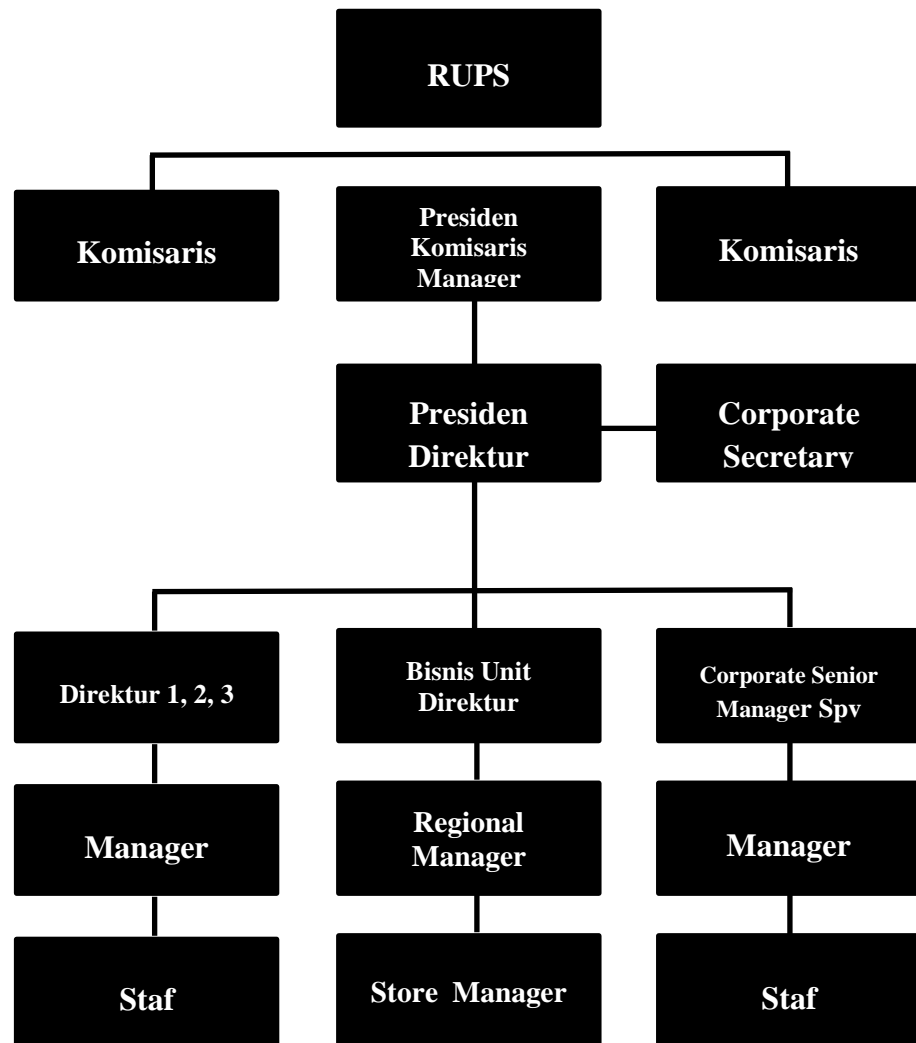 RUPS
Komisaris
Presiden
Komisaris
Manager
Komisaris
Presiden
Direktur
Corporate
Secretary
Direktur 1, 2, 3
Bisnis Unit
Direktur
Corporate Senior
Manager Spv
Manager
Regional
Manager
Manager
Staf
Store Manager
Staf